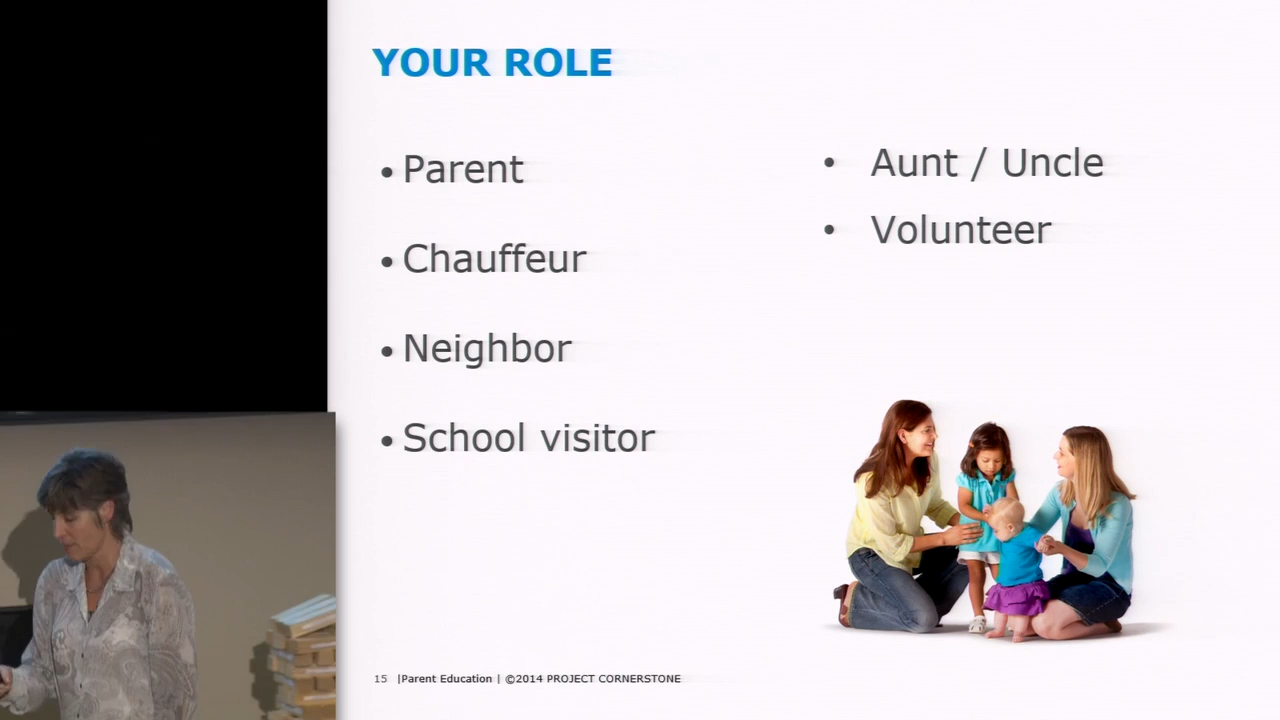 YOUR ROLE
• Parent
• Chauffeur
• Neighbor
• School visitor
• Aunt / Uncle
• Volunteer
15 |Parent Education | ©2014 PROJECT CORNERSTONE